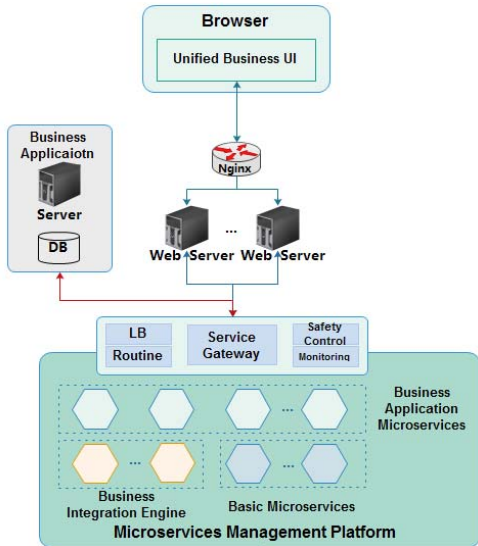 Browser
Unified Business UI
Business
Applicaiotn
Server
DB
Nginx
...
Web Server Web Server
LB
Routine
Service
Gateway
Safety
Control
Monitoring
...
Business
Application
Microservices
...
...
Business
Integration Engine
Basic Microservices
Microservices Management Platform